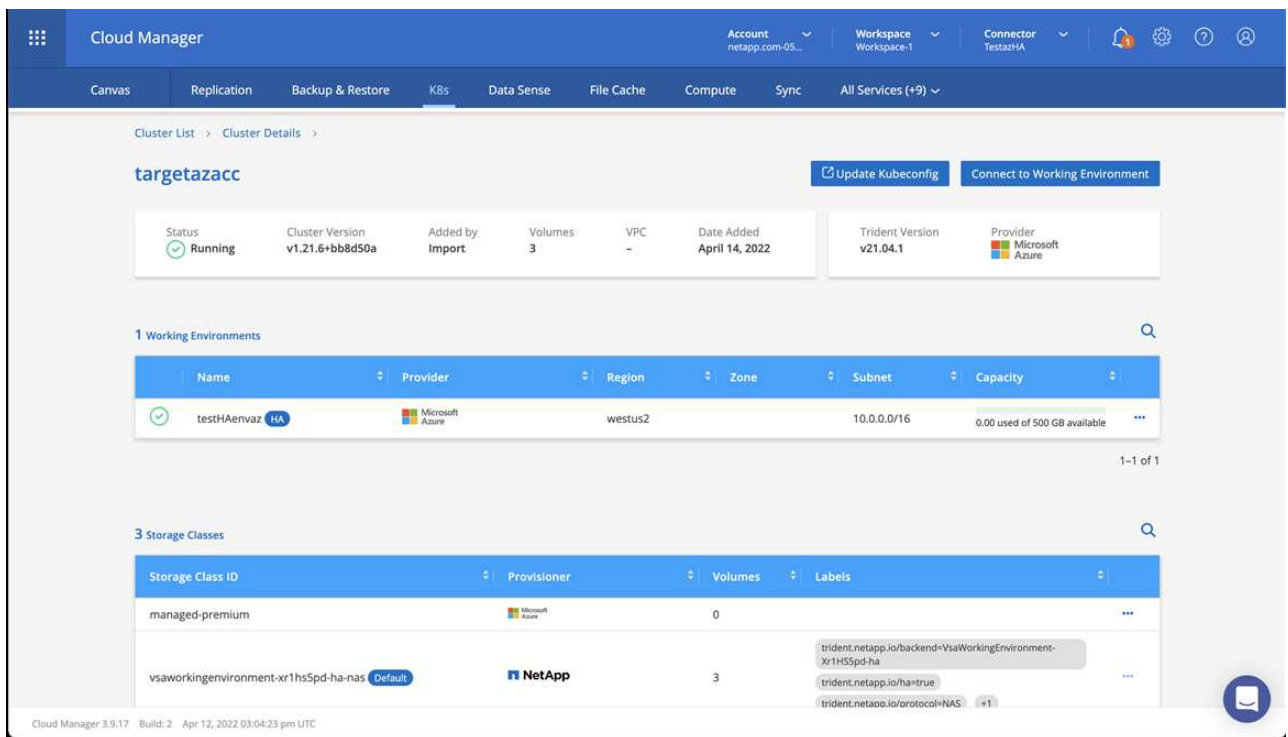 Cloud Manager
Account
netapp.com-05...
Workspace
Workspace-1
Connector
TestazHA
1
Canvas Replication Backup & Restore K8s Data Sense File Cache Compute Sync All Services (+9)
Cluster List > Cluster Details >
targetazacc
Update Kubeconfig Connect to Working Environment
Status Cluster Version Added by Volumes VPC Date Added Trident Version Provider
Running v1.21.6+bb8d50a Import 3 – April 14, 2022 v21.04.1 Microsoft
Azure
1 Working Environments
Name Provider Region Zone Subnet Capacity
testHAenvaz HA Microsoft
Azure westus2 10.0.0.0/16 0.00 used of 500 GB available
1–1 of 1
3 Storage Classes
Storage Class ID Provisioner Volumes Labels
managed-premium Microsoft
Azure 0
trident.netapp.io/backend=VsaWorkingEnvironment-
Xr1HS5pd-ha
vsaworkingenvironment-xr1hs5pd-ha-nas Default NetApp 3 trident.netapp.io/ha=true
trident.netapp.io/protocol=NAS +1
Cloud Manager 3.9.17 Build: 2 Apr 12, 2022 03:04:23 pm UTC